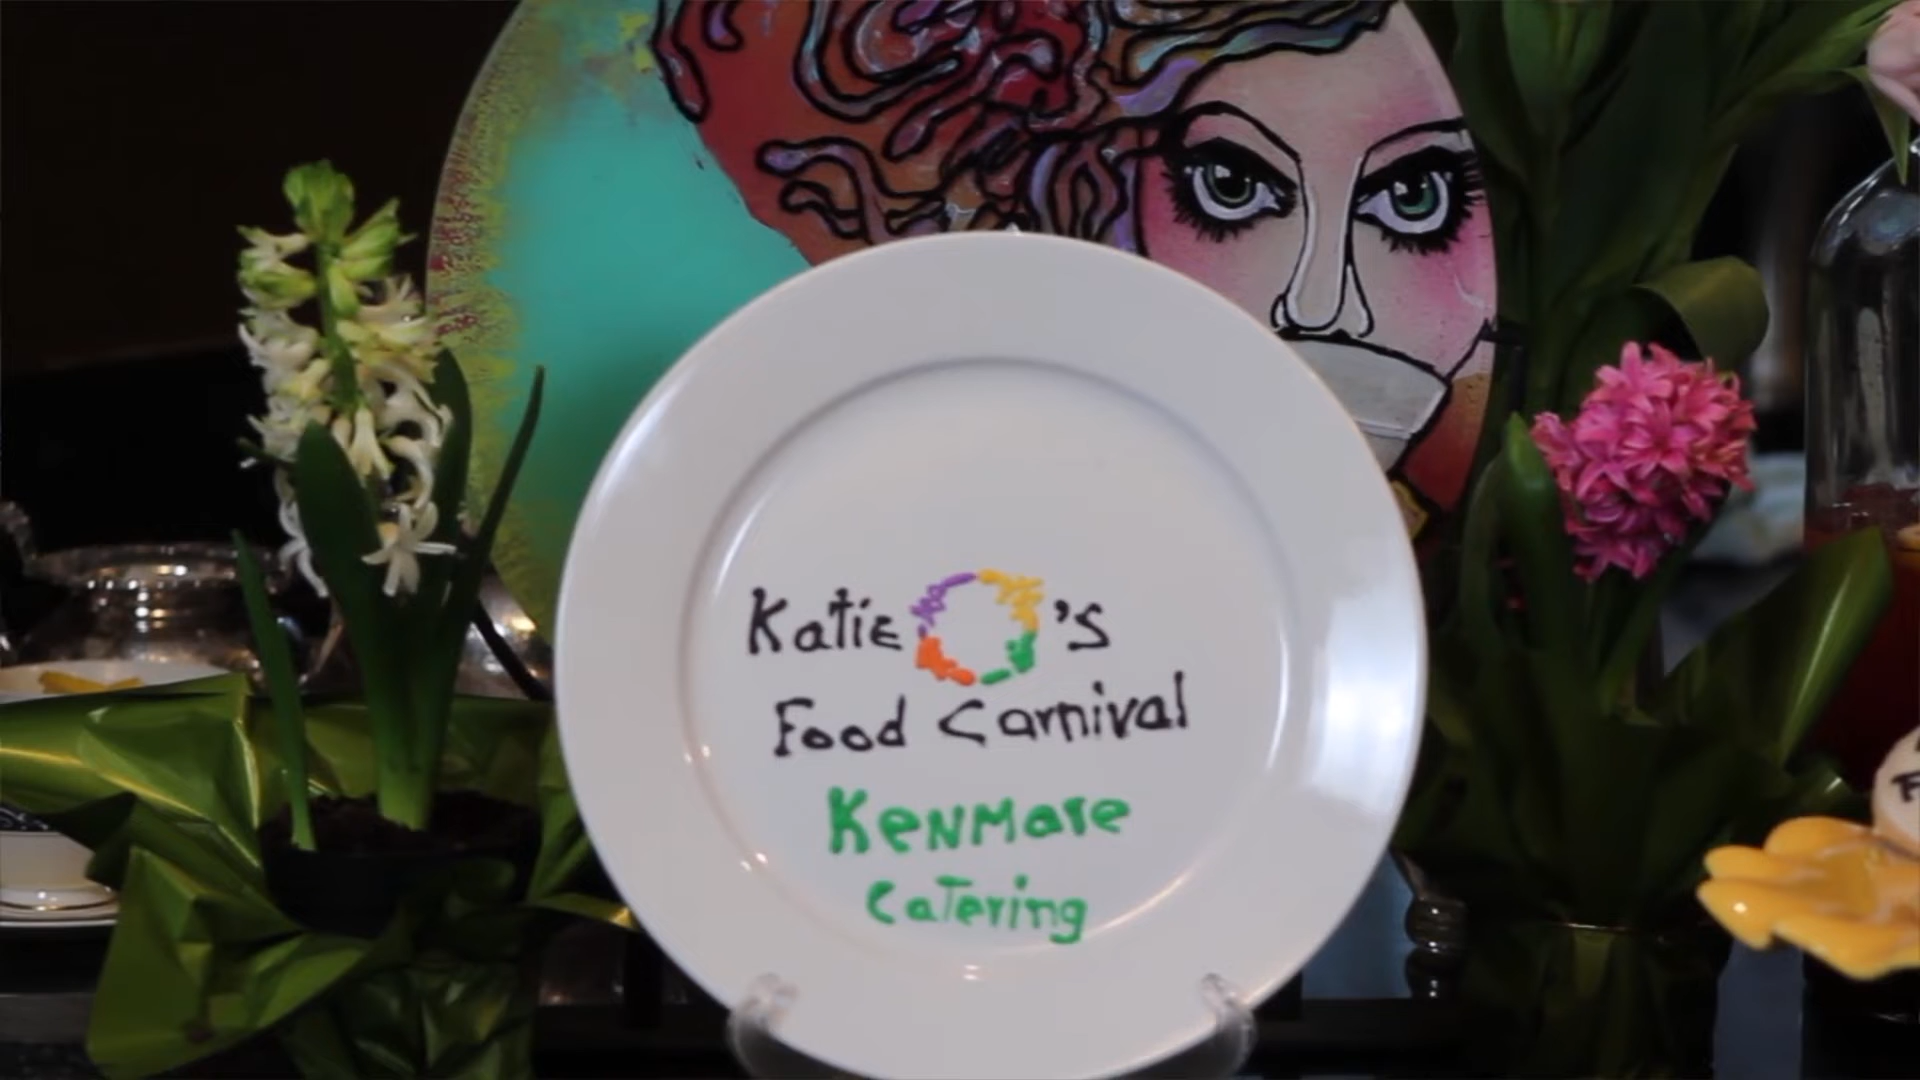 Katie O's
Food Carnival
Kenmare
Catering